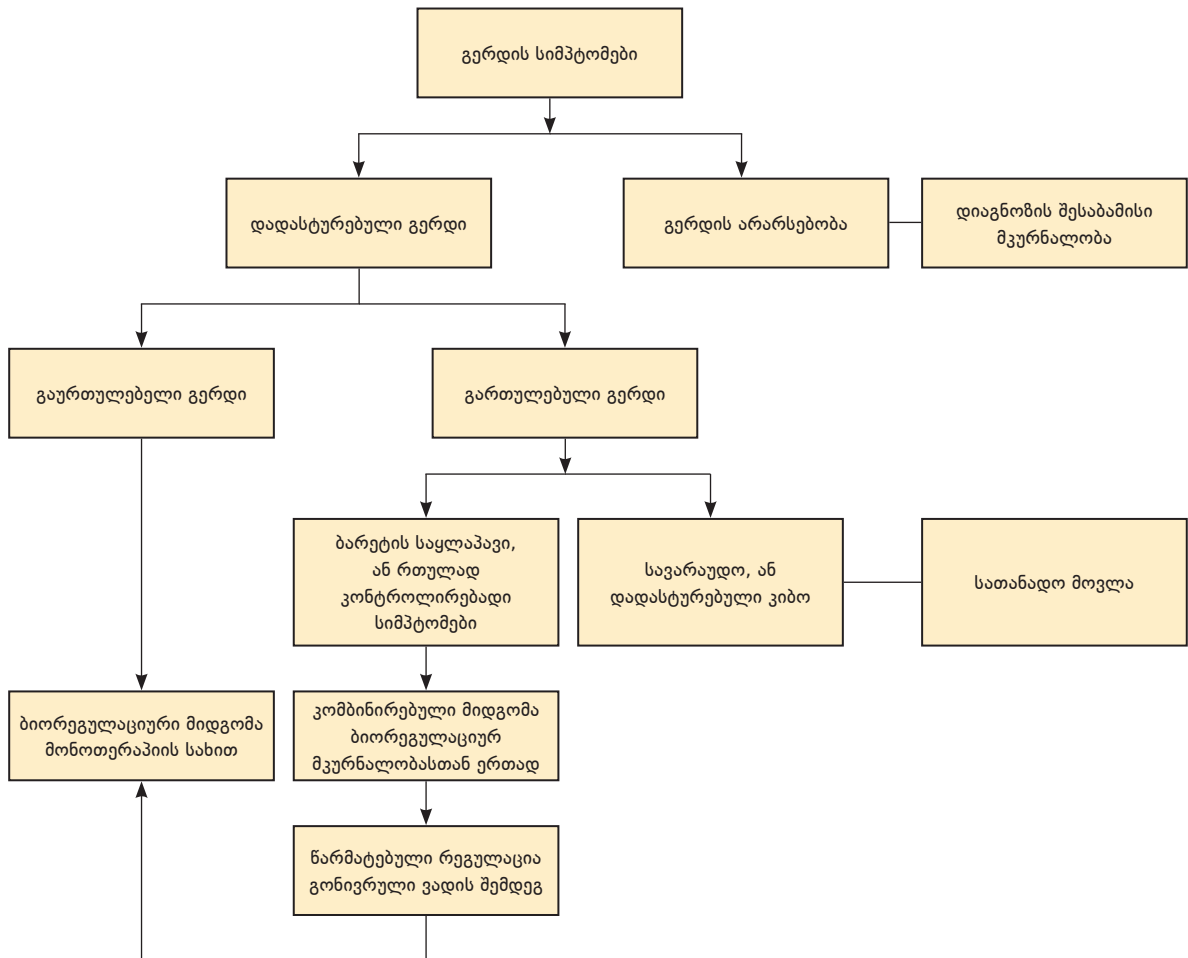 გერდის სიმპტომები
დადასტურებული გერდი
გერდის არარსებობა
დიაგნოზის შესაბამისი
მკურნალობა
გაურთულებელი გერდი
გართულებული გერდი
ბარეტის საყლაპავი,
ან რთულად
კონტროლირებადი
სიმპტომები
სავარაუდო, ან
დადასტურებული კიბო
სათანადო მოვლა
ბიორეგულაციური მიდგომა
მონოთერაპიის სახით
კომბინირებული მიდგომა
ბიორეგულაციურ
მკურნალობასთან ერთად
წარმატებული რეგულაცია
გონივრული ვადის შემდეგ